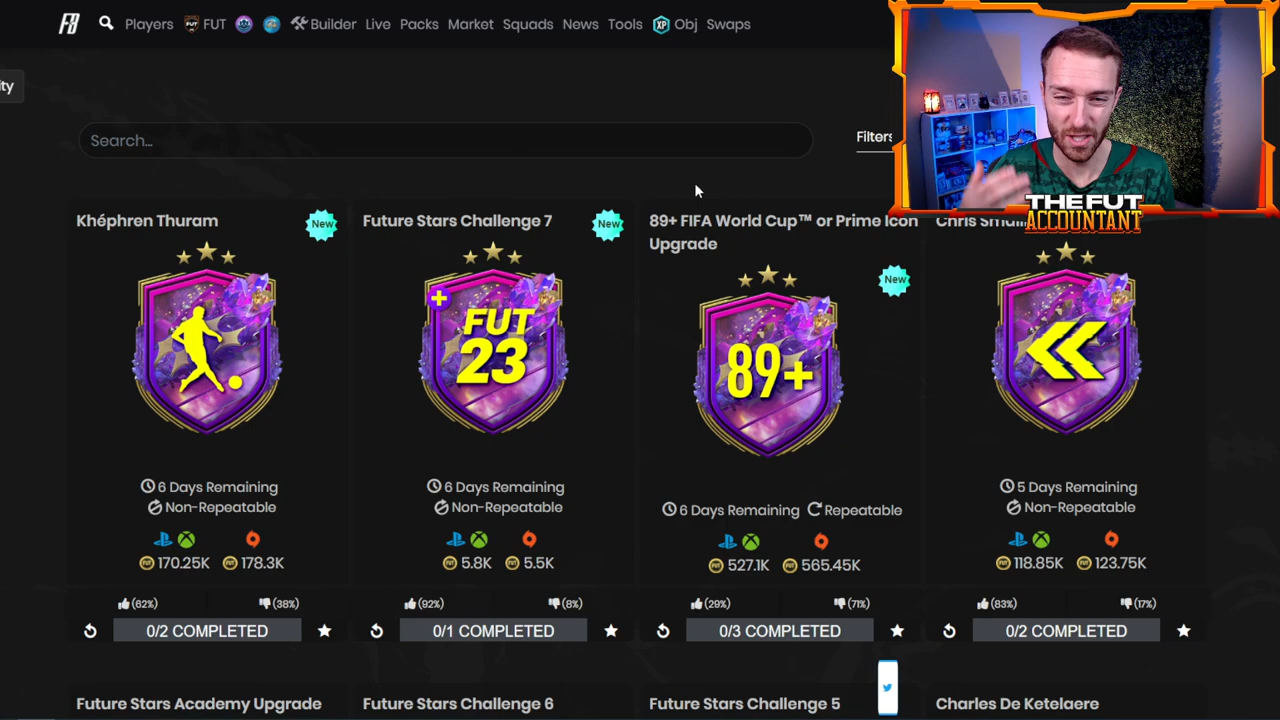 F8 Players FUT Builder Live Packs Market Squads News Tools XP Obj Swaps
ity
Search...
Filters
THE FUT
ACCOUNTANT
Khéphren Thuram
New
Future Stars Challenge 7
New
89+ FIFA World Cup™ or Prime Icon
Upgrade
New
Chris Smalling
FUT
23
89+
6 Days Remaining
Non-Repeatable
170.25K 178.3K
6 Days Remaining
Non-Repeatable
5.8K 5.5K
6 Days Remaining Repeatable
527.1K 565.45K
5 Days Remaining
Non-Repeatable
118.85K 123.75K
(62%) (38%)
0/2 COMPLETED
(92%) (8%)
0/1 COMPLETED
(29%) (71%)
0/3 COMPLETED
(83%) (17%)
0/2 COMPLETED
Future Stars Academy Upgrade
Future Stars Challenge 6
Future Stars Challenge 5
Charles De Ketelaere